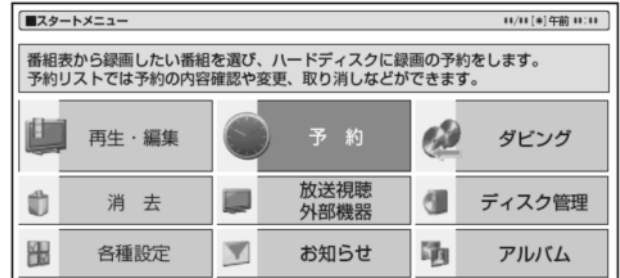 ■スタートメニュー
**/**[*]午前 **:**
番組表から録画したい番組を選び、ハードディスクに録画の予約をします。
予約リストでは予約の内容確認や変更、取り消しなどができます。
再生・編集
予 約
ダビング
消 去
放送視聴
外部機器
ディスク管理
各種設定
お知らせ
アルバム